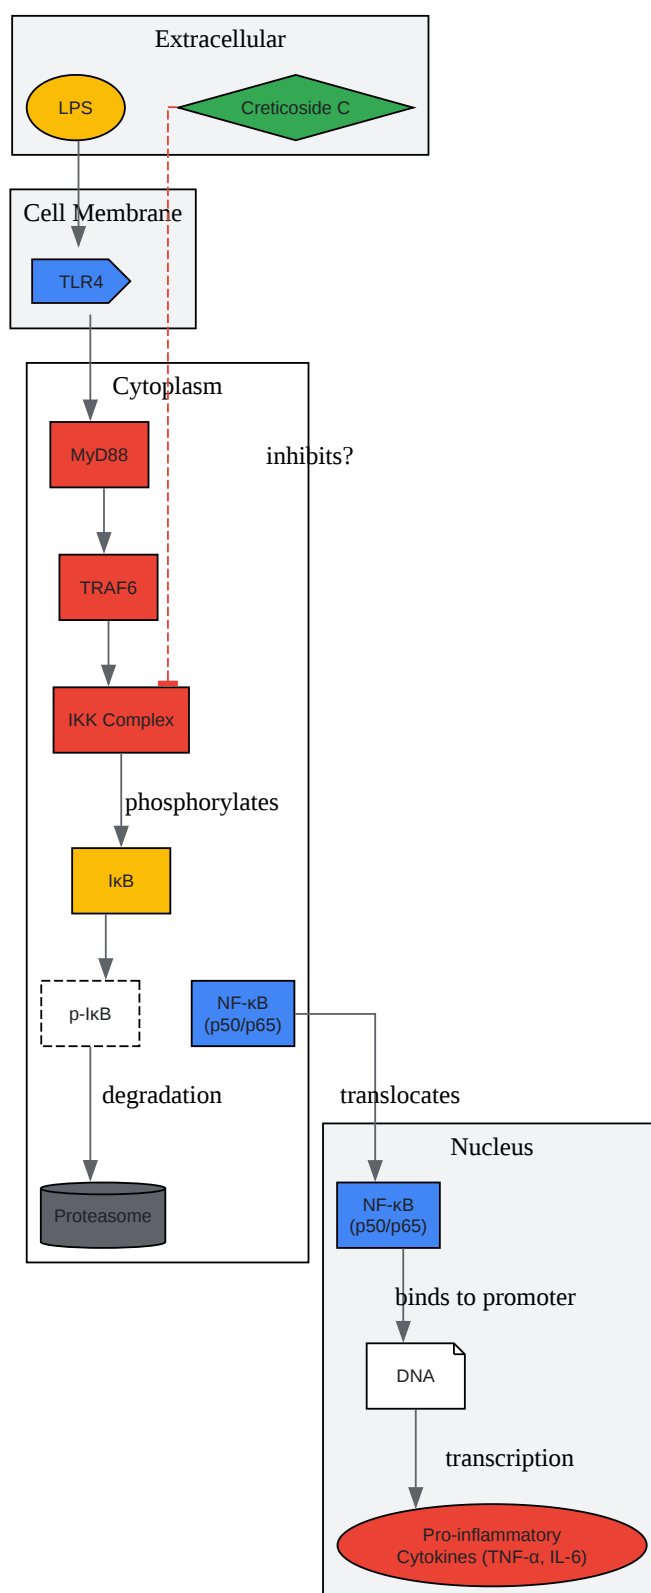 Extracellular
LPS
Creticoside C
Cell Membrane
TLR4
Cytoplasm
MyD88
inhibits?
TRAF6
IKK Complex
phosphorylates
IκB
p-IκB
NF-κB
(p50/p65)
degradation
translocates
Nucleus
Proteasome
NF-κB
(p50/p65)
binds to promoter
DNA
transcription
Pro-inflammatory
Cytokines (TNF-α, IL-6)